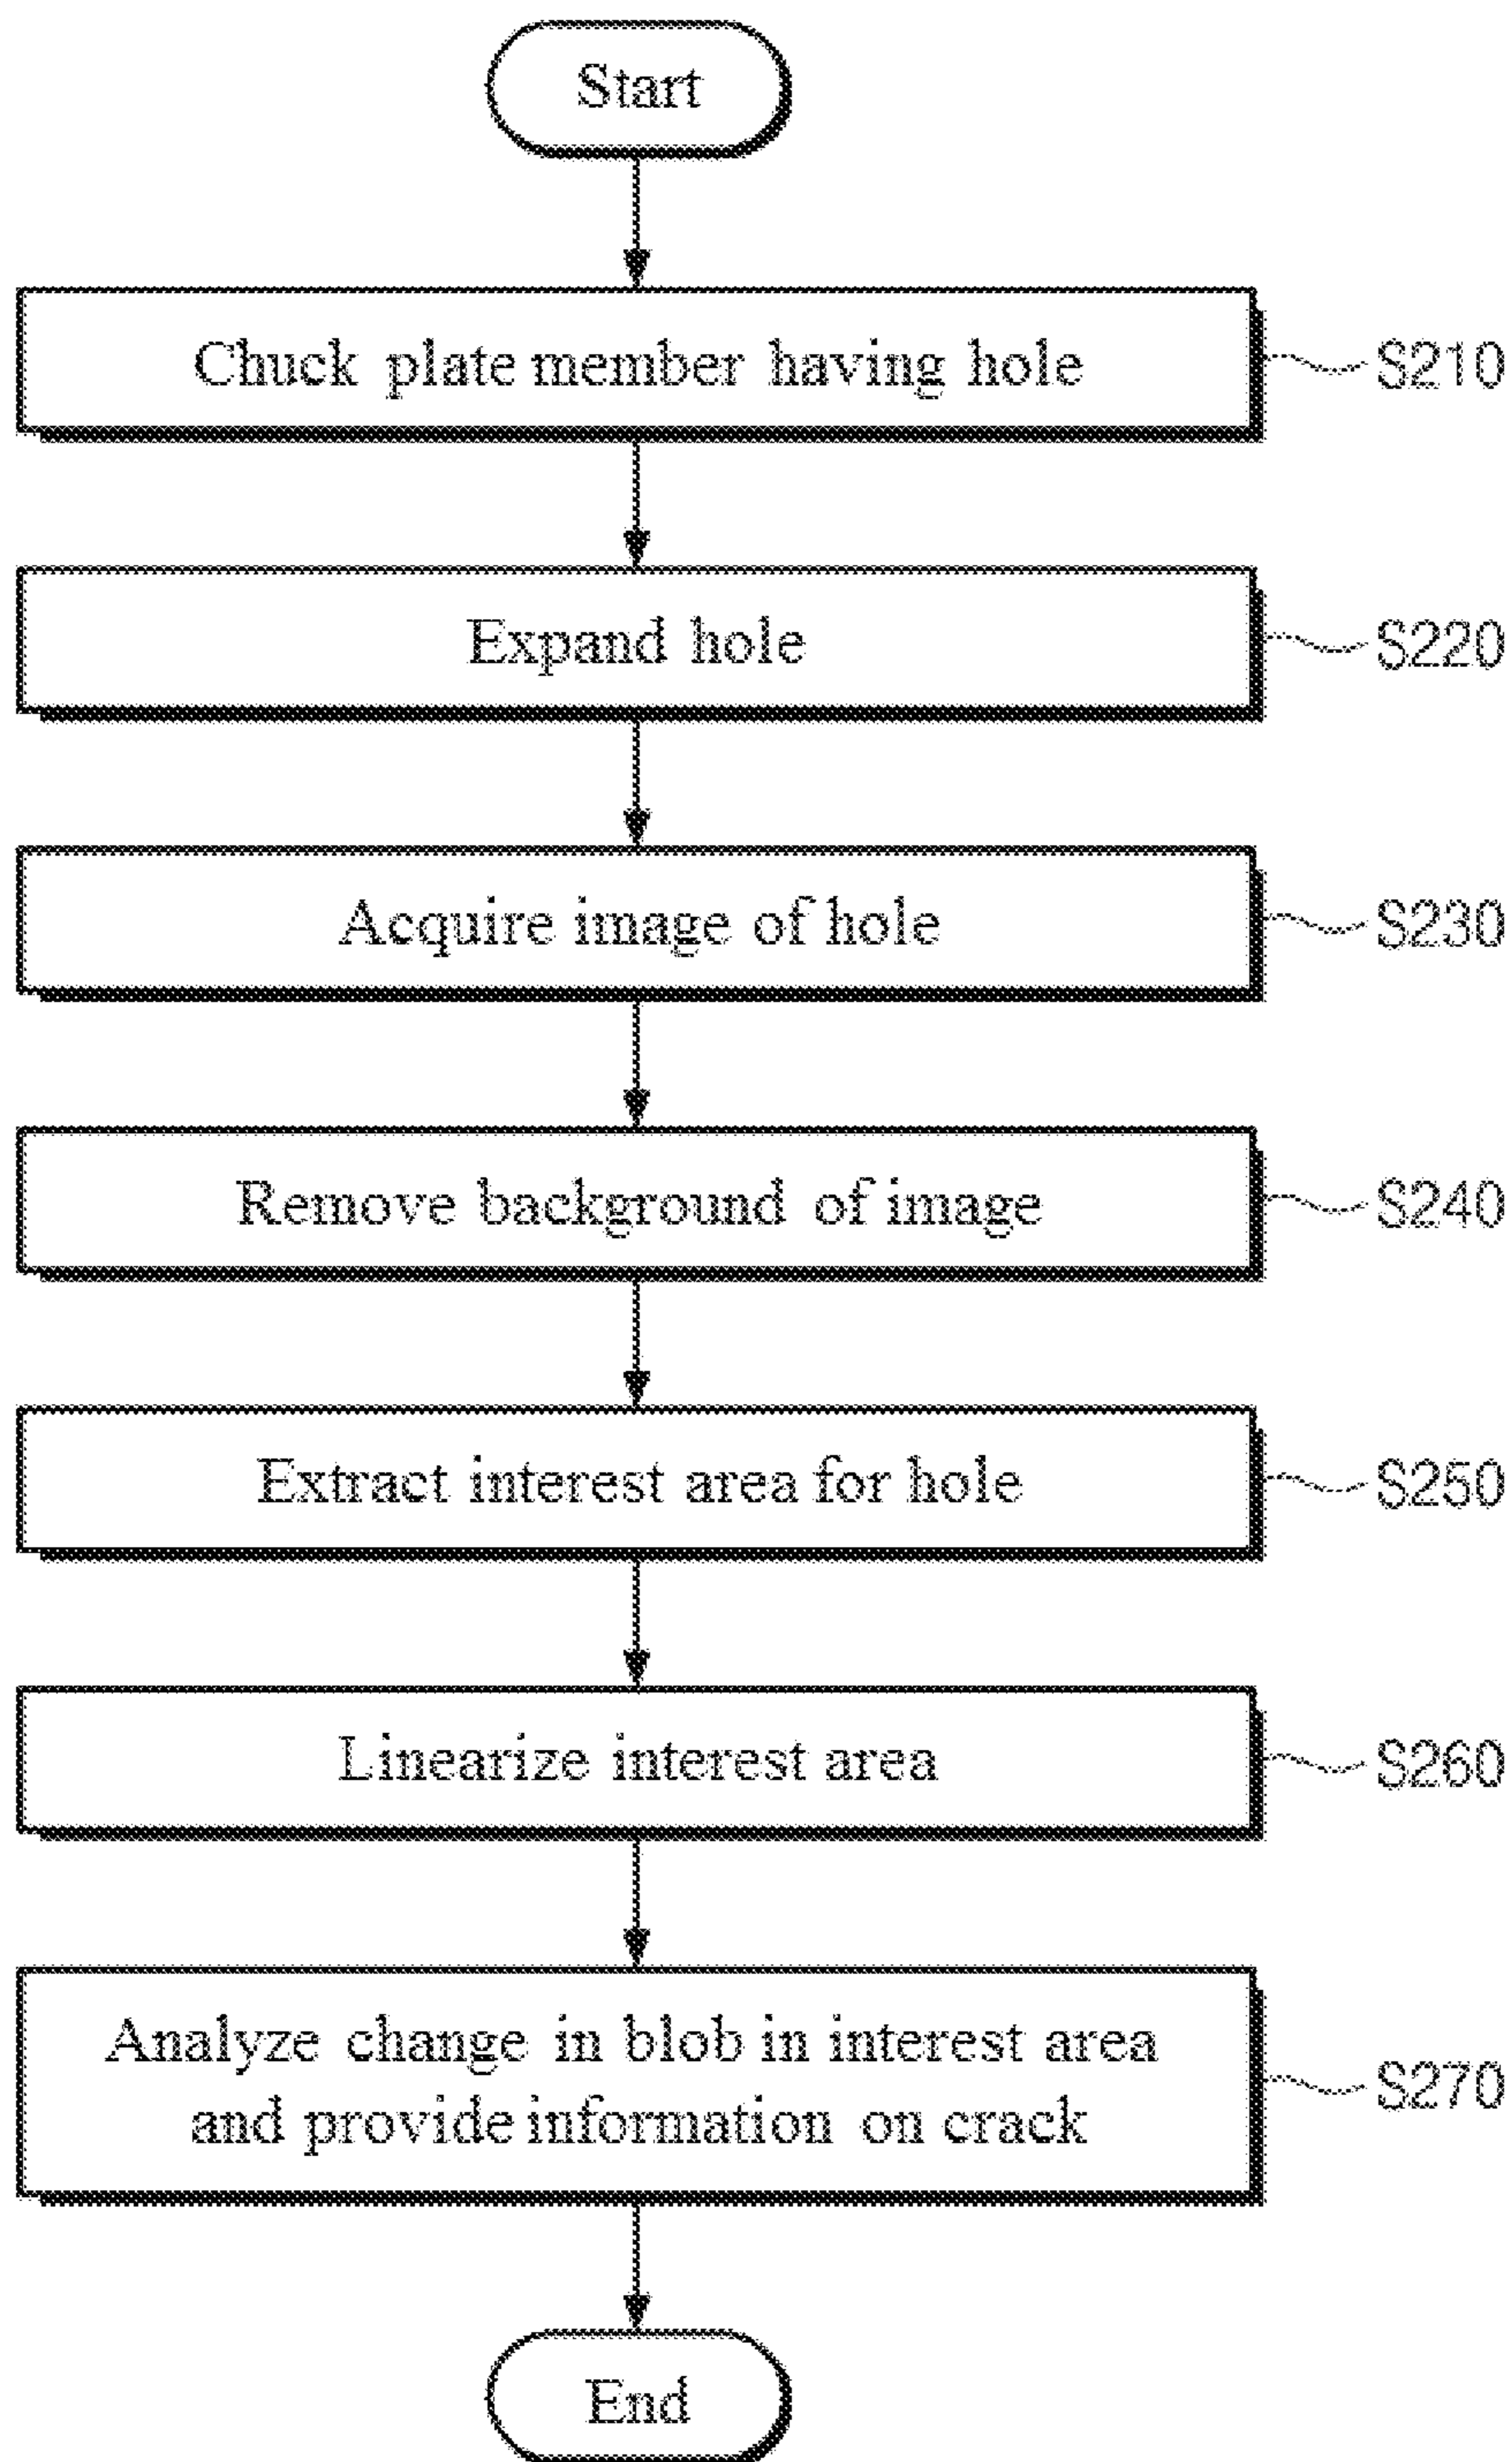 Start
Chuck plate member having hole
S210
Expand hole
S220
Acquire image of hole
S230
Remove background of image
S240
Extract interest area for hole
S250
Linearize interest area
S260
Analyze change in blob in interest area
and provide information on crack
S270
End